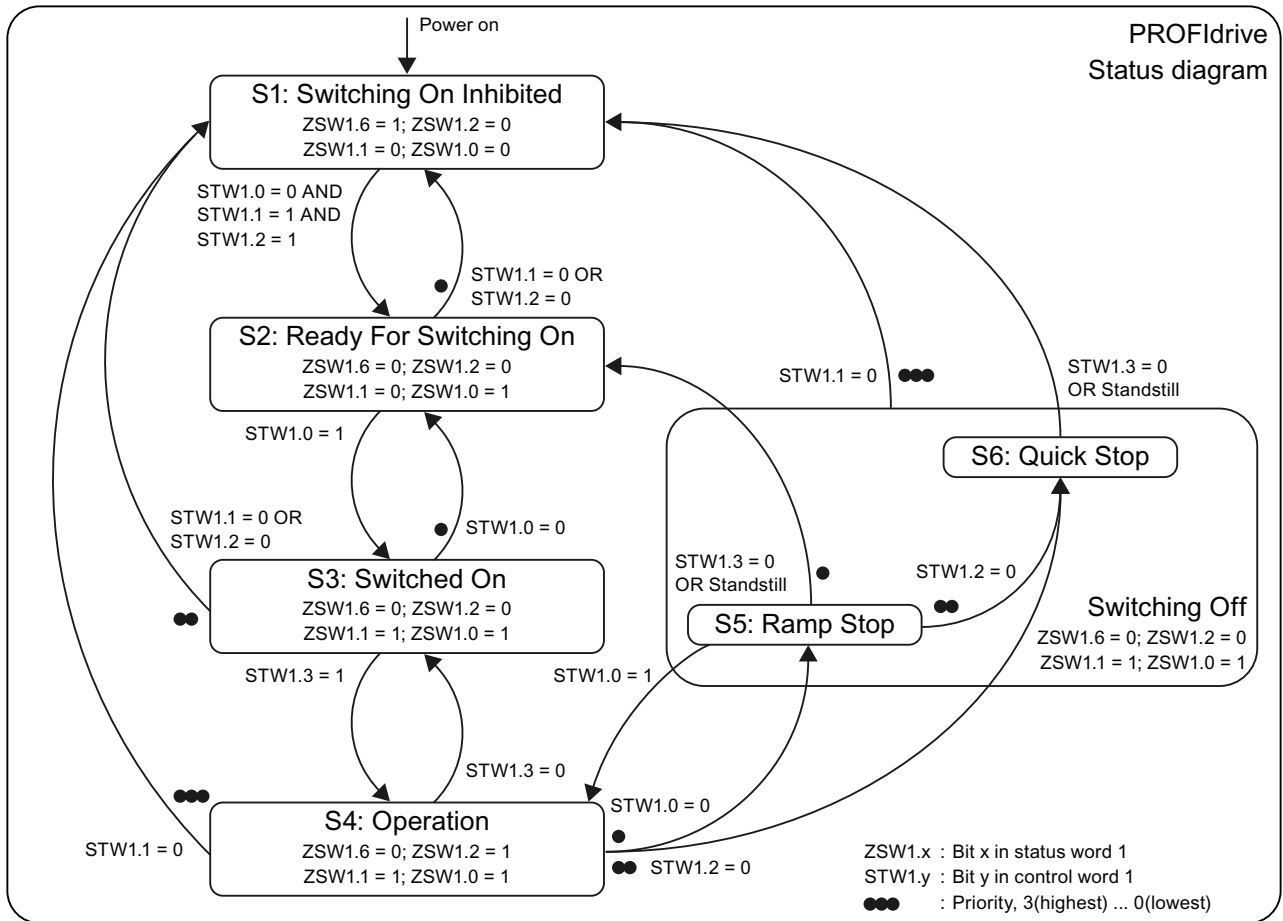 Power on
PROFIdrive
Status diagram
S1: Switching On Inhibited
ZSW1.6 = 1; ZSW1.2 = 0
ZSW1.1 = 0; ZSW1.0 = 0
STW1.0 = 0 AND
STW1.1 = 1 AND
STW1.2 = 1
STW1.1 = 0 OR
STW1.2 = 0
S2: Ready For Switching On
ZSW1.6 = 0; ZSW1.2 = 0
ZSW1.1 = 0; ZSW1.0 = 1
STW1.1 = 0
STW1.3 = 0
OR Standstill
STW1.0 = 1
S6: Quick Stop
STW1.1 = 0 OR
STW1.2 = 0
STW1.0 = 0
S3: Switched On
ZSW1.6 = 0; ZSW1.2 = 0
ZSW1.1 = 1; ZSW1.0 = 1
STW1.3 = 0
OR Standstill
STW1.2 = 0
S5: Ramp Stop
Switching Off
ZSW1.6 = 0; ZSW1.2 = 0
ZSW1.1 = 1; ZSW1.0 = 1
STW1.3 = 1
STW1.0 = 1
STW1.3 = 0
S4: Operation
ZSW1.6 = 0; ZSW1.2 = 1
ZSW1.1 = 1; ZSW1.0 = 1
STW1.1 = 0
STW1.0 = 0
STW1.2 = 0
ZSW1.x : Bit x in status word 1
STW1.y : Bit y in control word 1
●●● : Priority, 3(highest) ... 0(lowest)